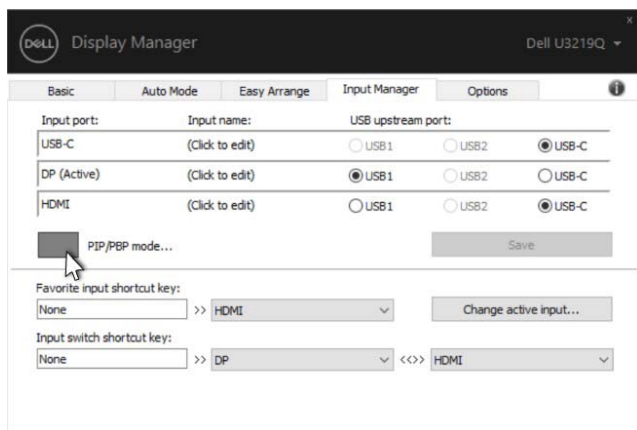 DELL Display Manager Dell U3219Q
Basic Auto Mode Easy Arrange Input Manager Options
Input port: Input name: USB upstream port:
USB-C (Click to edit) USB1 USB2 USB-C
DP (Active) (Click to edit) USB1 USB2 USB-C
HDMI (Click to edit) USB1 USB2 USB-C
PIP/PBP mode... Save
Favorite input shortcut key:
None >> HDMI Change active input...
Input switch shortcut key:
None >> DP <<>> HDMI